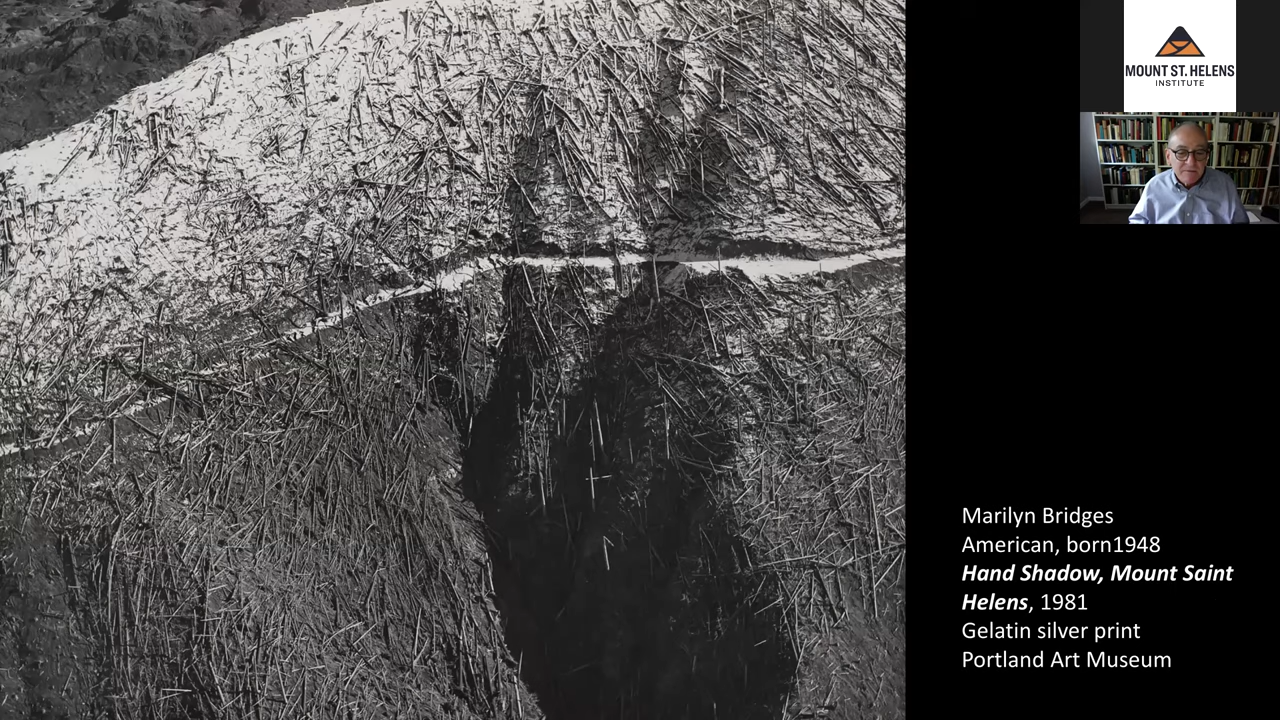 MOUNT ST. HELENS
INSTITUTE
Marilyn Bridges
American, born1948
Hand Shadow, Mount Saint
Helens, 1981
Gelatin silver print
Portland Art Museum